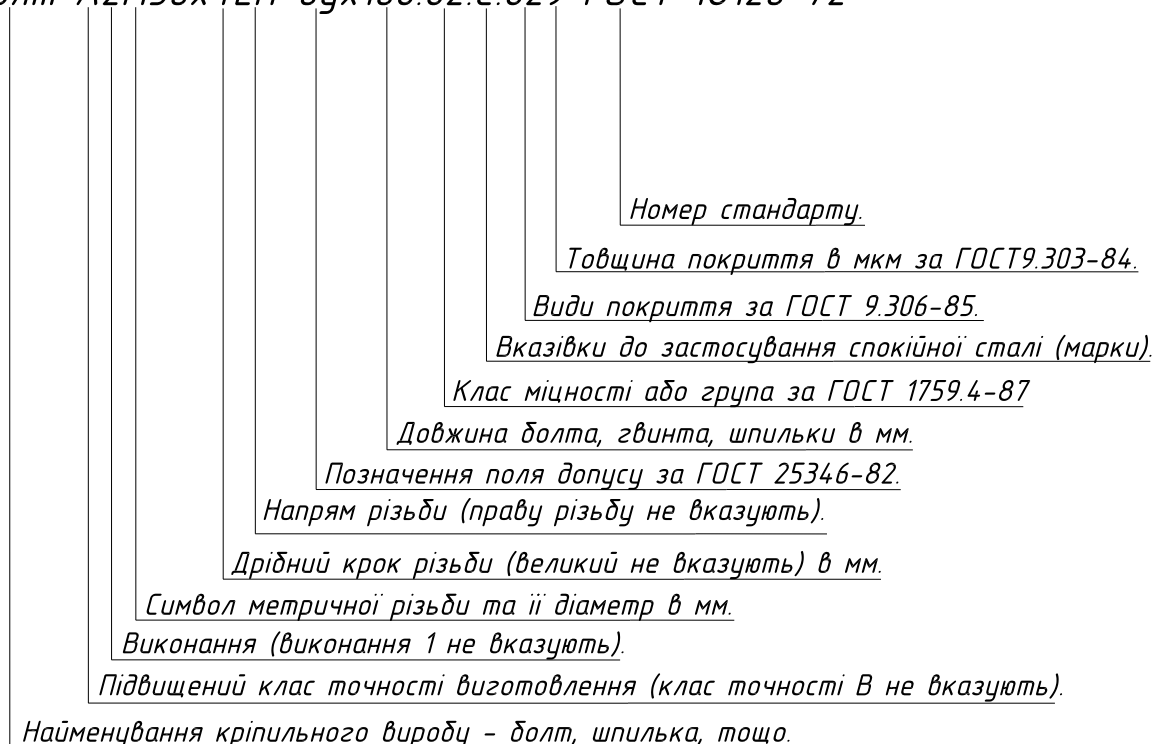 Номер стандарту.
Товщина покриття в мкм за ГОСТ9.303-84.
Види покриття за ГОСТ 9.306-85.
Вказівки до застосування спокійної сталі (марки).
Клас міцності або група за ГОСТ 1759.4-87
Довжина болта, гвинта, шпильки в мм.
Позначення поля допусу за ГОСТ 25346-82.
Напрям різьби (праву різьбу не вказують).
Дрібний крок різьби (великий не вказують) в мм.
Символ метричної різьби та її діаметр в мм.
Виконання (виконання 1 не вказують).
Підвищений клас точності виготовлення (клас точності В не вказують).
Найменування кріпильного виробу - болт, шпилька, тощо.